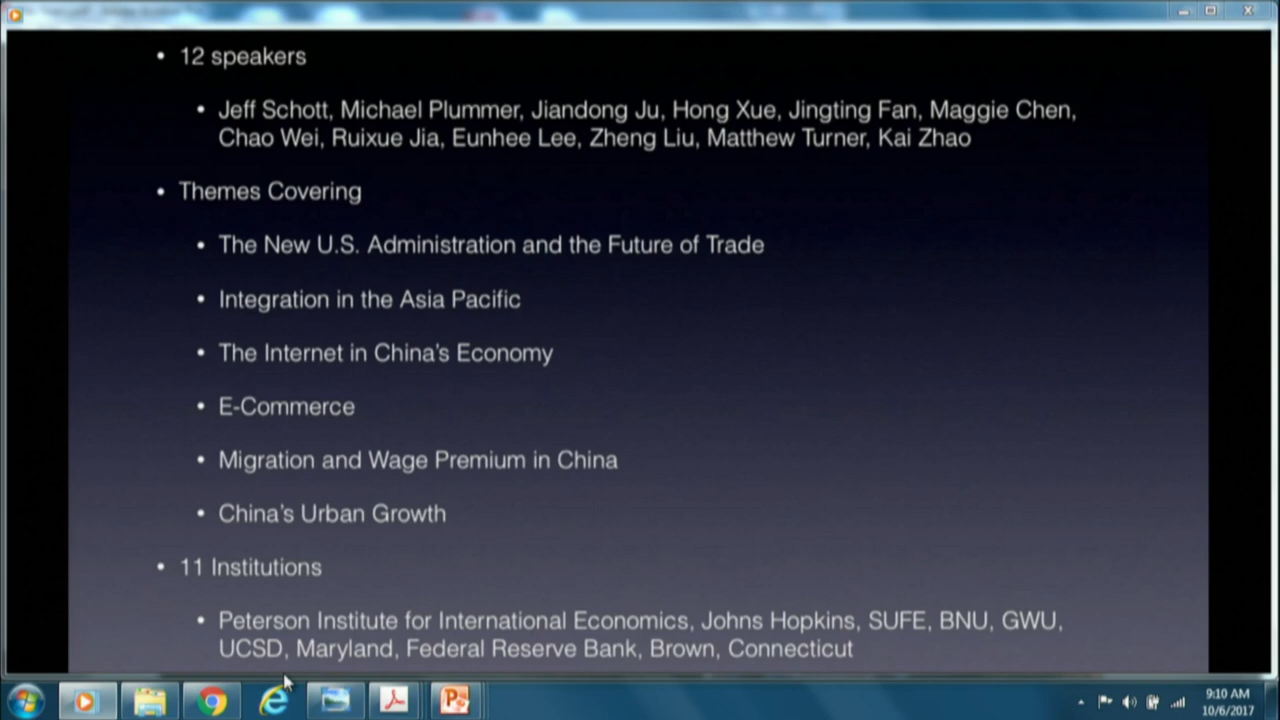 • 12 speakers
• Jeff Schott, Michael Plummer, Jiandong Ju, Hong Xue, Jingting Fan, Maggie Chen,
Chao Wei, Ruixue Jia, Eunhee Lee, Zheng Liu, Matthew Turner, Kai Zhao
• Themes Covering
• The New U.S. Administration and the Future of Trade
• Integration in the Asia Pacific
• The Internet in China's Economy
• E-Commerce
• Migration and Wage Premium in China
• China's Urban Growth
• 11 Institutions
• Peterson Institute for International Economics, Johns Hopkins, SUFE, BNU, GWU,
UCSD, Maryland, Federal Reserve Bank, Brown, Connecticut
9:10 AM
10/6/2017